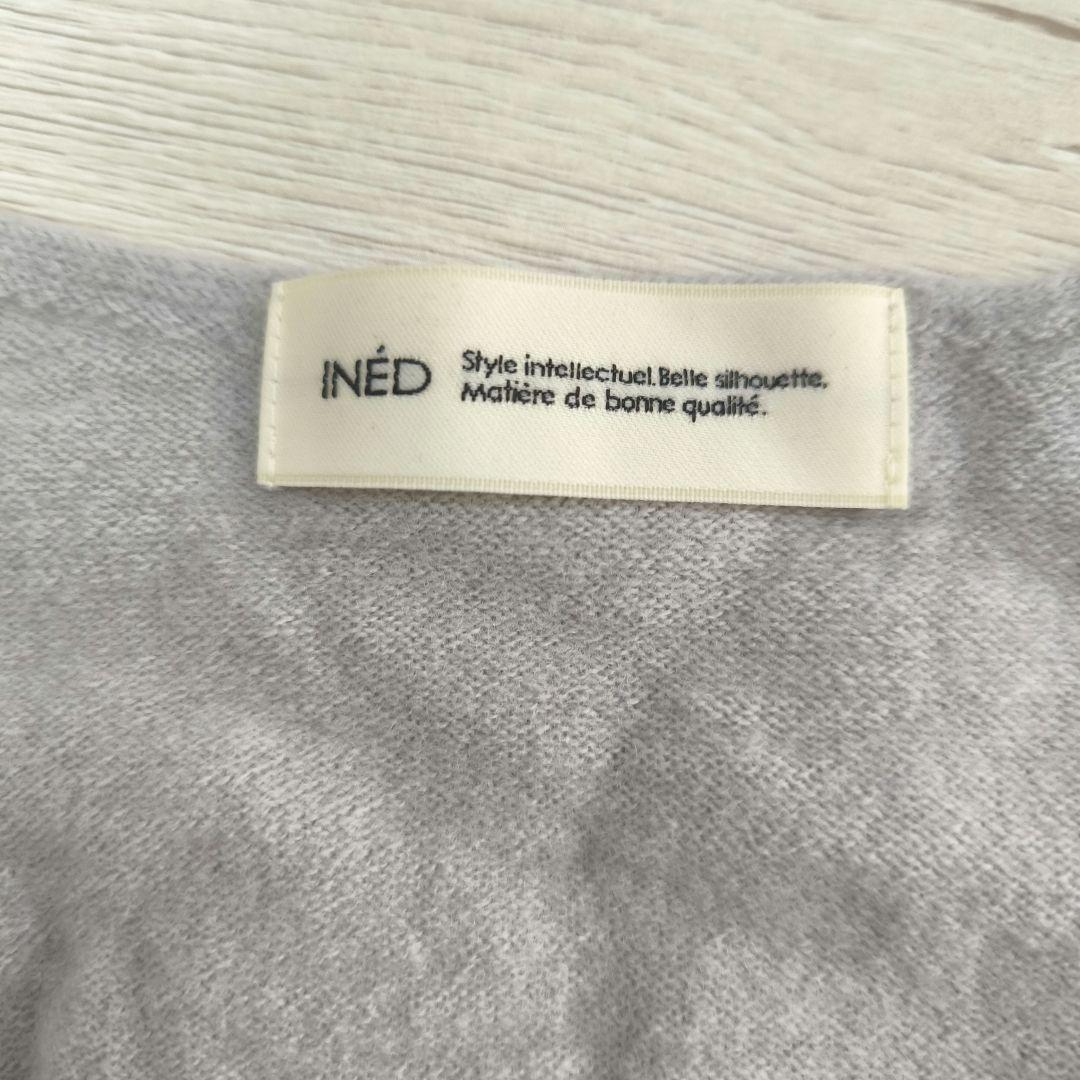 INÉD
Style intellectuel. Belle silhouette.
Matière de bonne qualité.